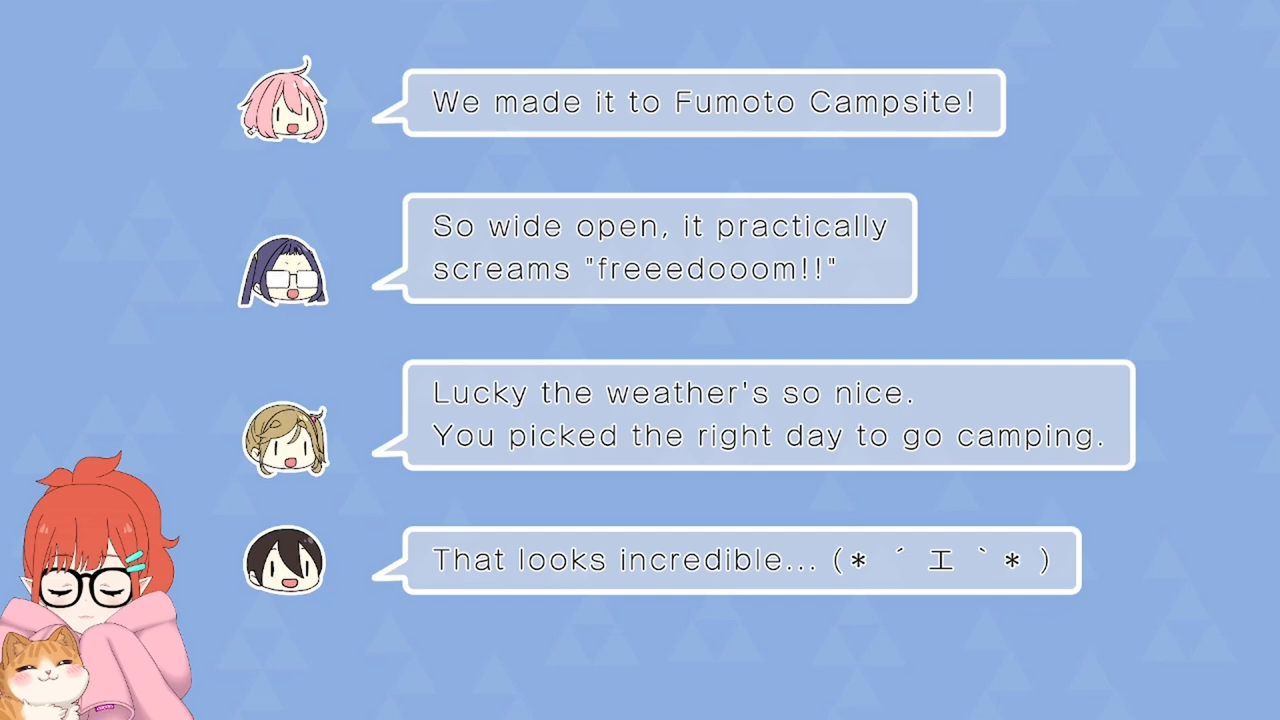 We made it to Fumoto Campsite!
So wide open, it practically
screams "freeedooom!!"
Lucky the weather's so nice.
You picked the right day to go camping.
That looks incredible... (* ´ エ ｀* )